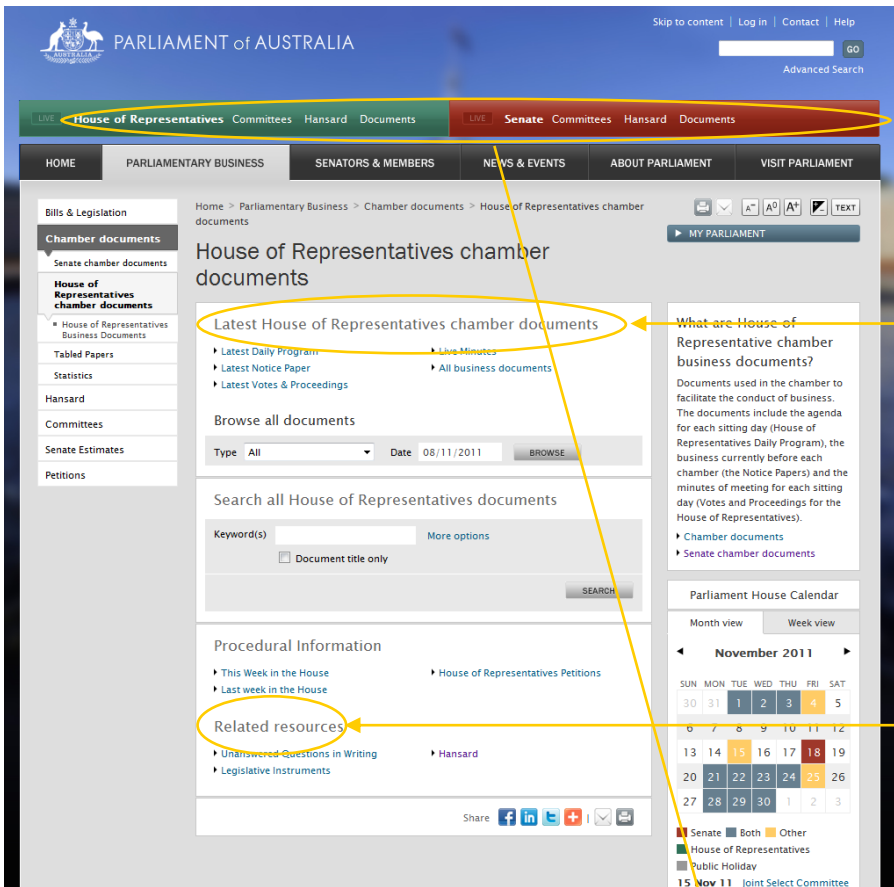 Skip to content | Log in | Contact | Help
AUSTRALIA
PARLIAMENT of AUSTRALIA
GO
Advanced Search
LIVE House of Representatives Committees Hansard Documents LIVE Senate Committees Hansard Documents
HOME PARLIAMENTARY BUSINESS SENATORS & MEMBERS NEWS & EVENTS ABOUT PARLIAMENT VISIT PARLIAMENT
Bills & Legislation
Chamber documents
Senate chamber documents
House of
Representatives
chamber documents
House of Representatives
Business Documents
Tabled Papers
Statistics
Hansard
Committees
Senate Estimates
Petitions
Home > Parliamentary Business > Chamber documents > House of Representatives chamber
documents
A- A0 A+ TEXT
MY PARLIAMENT
House of Representatives chamber
documents
Latest House of Representatives chamber documents
Latest Daily Program Live Minutes
Latest Notice Paper All business documents
Latest Votes & Proceedings
Browse all documents
Type All Date 08/11/2011 BROWSE
Search all House of Representatives documents
Keyword(s) More options
Document title only
SEARCH
Procedural Information
This Week in the House House of Representatives Petitions
Last week in the House
Related resources
Unanswered Questions in Writing Hansard
Legislative Instruments
Share
What are House of
Representative chamber
business documents?
Documents used in the chamber to
facilitate the conduct of business.
The documents include the agenda
for each sitting day (House of
Representatives Daily Program), the
business currently before each
chamber (the Notice Papers) and the
minutes of meeting for each sitting
day (Votes and Proceedings for the
House of Representatives).
Chamber documents
Senate chamber documents
Parliament House Calendar
Month view Week view
November 2011
SUN MON TUE WED THU FRI SAT
30 31 1 2 3 4 5
6 7 8 9 10 11 12
13 14 15 16 17 18 19
20 21 22 23 24 25 26
27 28 29 30 1 2 3
Senate Both Other
House of Representatives
Public Holiday
15 Nov 11 Joint Select Committee